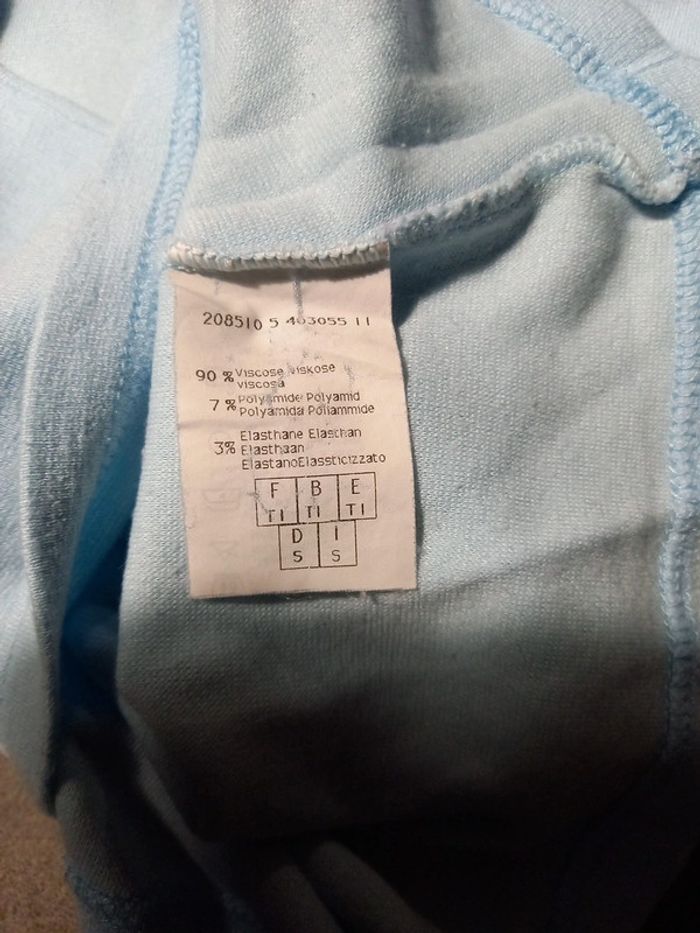 208510 5 403055 11
90 % Viscose Viskose
viscosa
7 % Polyamide Polyamid
Polyamida Poliammide
3% Elasthane Elasthan
Elasthaan
ElastanoElassticizzato
F B E
TI TI TI
D I
S S